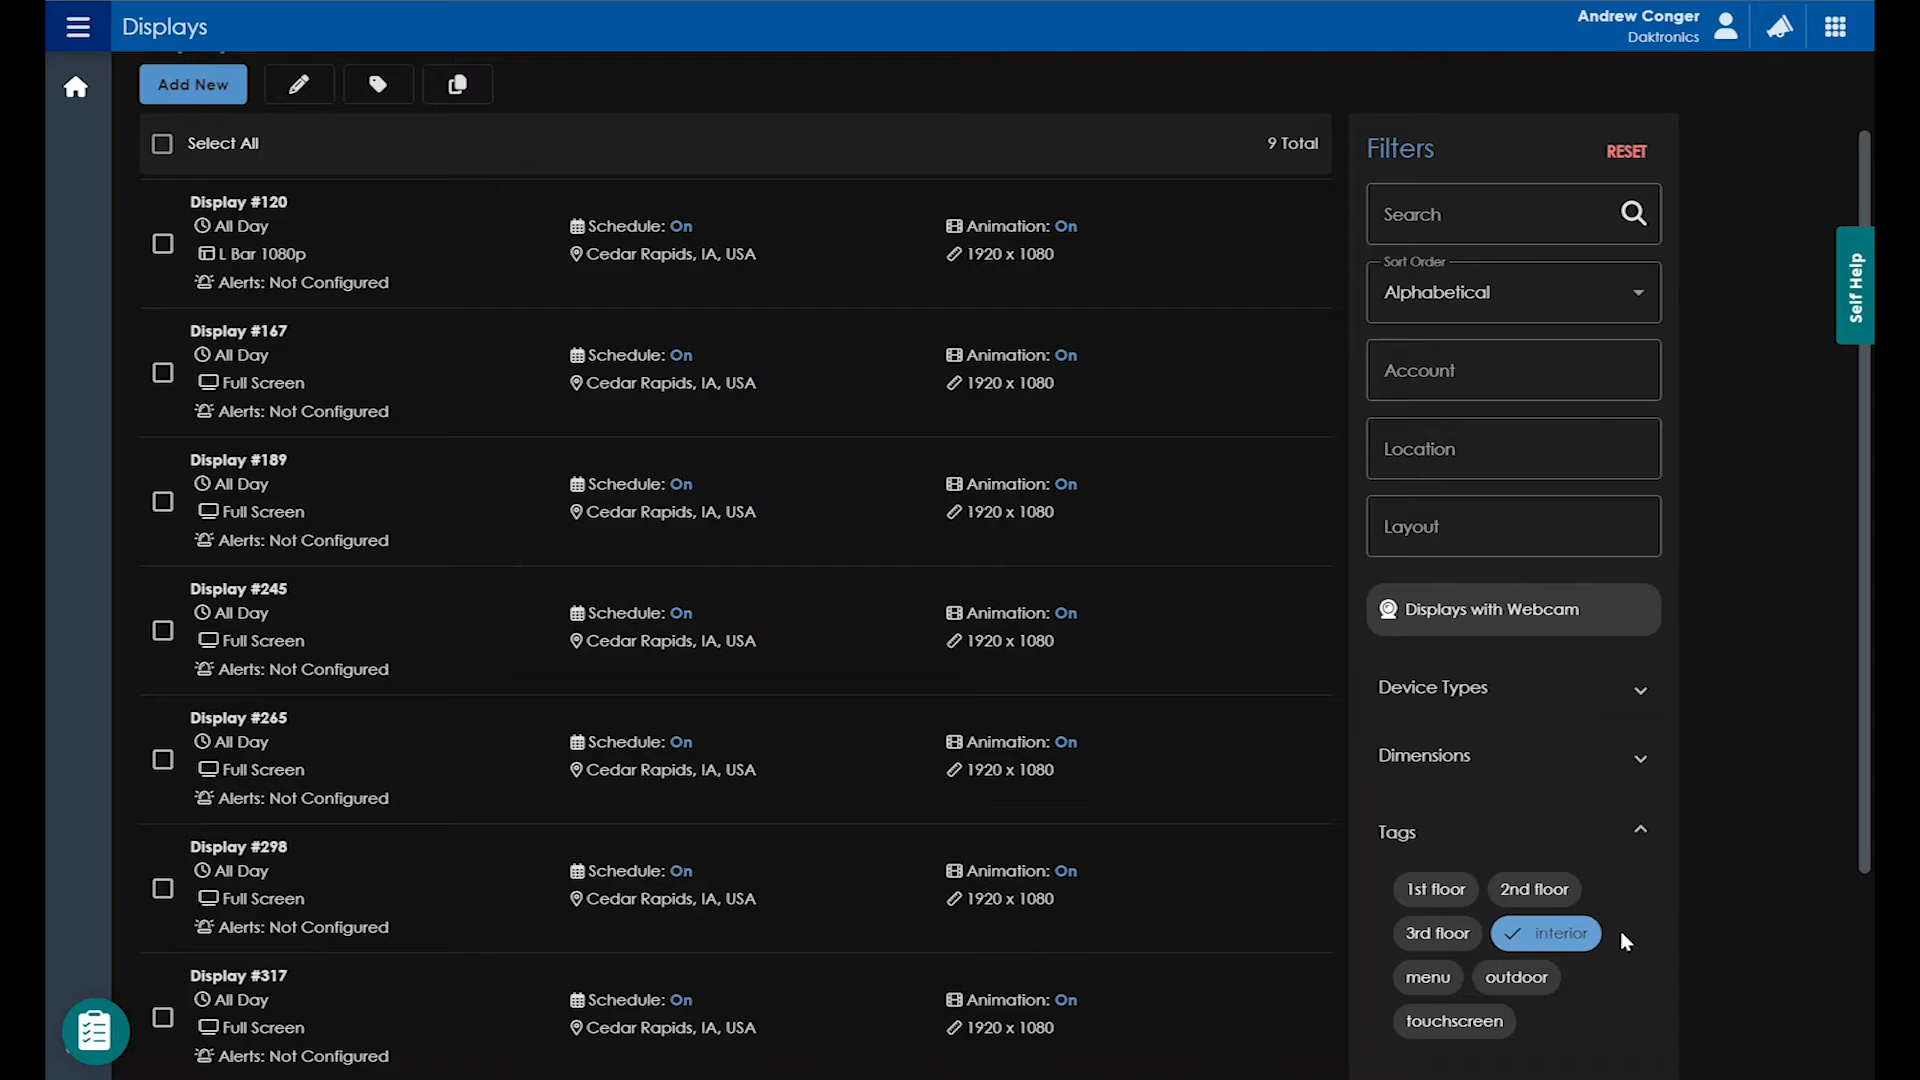 Displays
Andrew Conger
Daktronics
Add New
Select All
9 Total
Display #120
All Day
Schedule: On
Animation: On
L Bar 1080p
Cedar Rapids, IA, USA
1920 x 1080
Alerts: Not Configured
Display #167
All Day
Schedule: On
Animation: On
Full Screen
Cedar Rapids, IA, USA
1920 x 1080
Alerts: Not Configured
Display #189
All Day
Schedule: On
Animation: On
Full Screen
Cedar Rapids, IA, USA
1920 x 1080
Alerts: Not Configured
Display #245
All Day
Schedule: On
Animation: On
Full Screen
Cedar Rapids, IA, USA
1920 x 1080
Alerts: Not Configured
Display #265
All Day
Schedule: On
Animation: On
Full Screen
Cedar Rapids, IA, USA
1920 x 1080
Alerts: Not Configured
Display #298
All Day
Schedule: On
Animation: On
Full Screen
Cedar Rapids, IA, USA
1920 x 1080
Alerts: Not Configured
Display #317
All Day
Schedule: On
Animation: On
Full Screen
Cedar Rapids, IA, USA
1920 x 1080
Alerts: Not Configured
Filters
RESET
Search
Sort Order
Alphabetical
Account
Location
Layout
Displays with Webcam
Device Types
Dimensions
Tags
1st floor
2nd floor
3rd floor
interior
menu
outdoor
touchscreen
Self Help